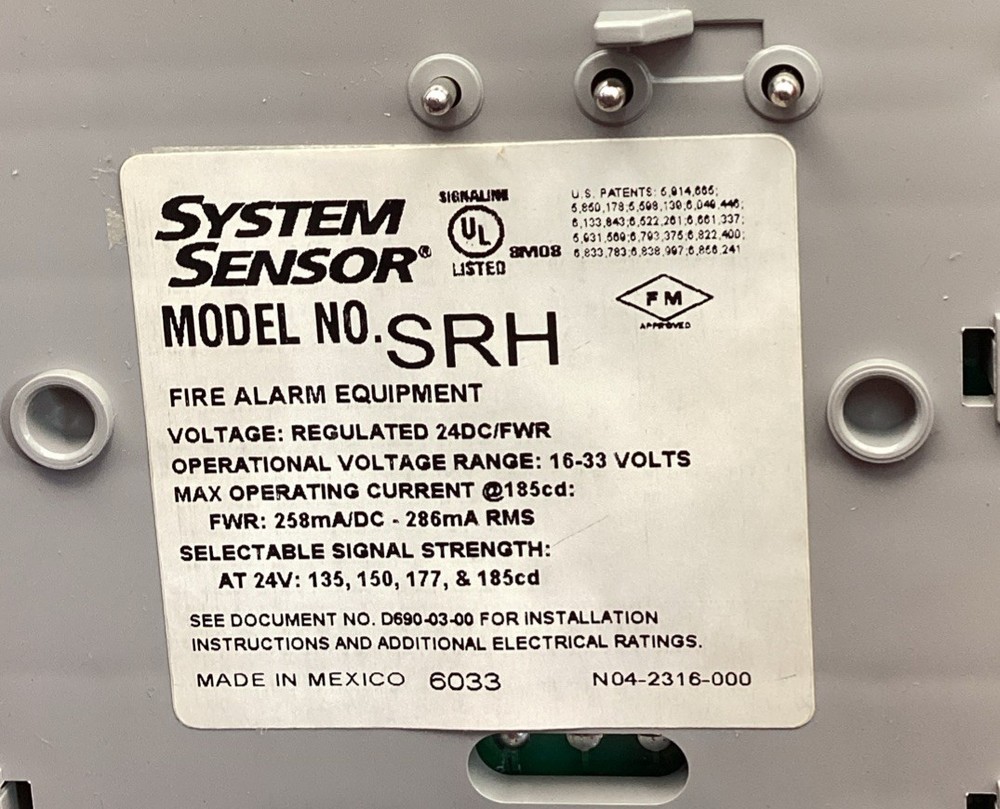 SYSTEM
SENSOR®
SIGNALING
UL
LISTED
3M08
U.S. PATENTS: 5,914,665;
5,850,178;5,598,139;6,049,446;
6,133,843;6,522,261;6,661,337;
5,931,569;6,793,375;6,822,400;
6,833,783;6,838,997;6,856,241
FM
APPROVED
MODEL NO. SRH
FIRE ALARM EQUIPMENT
VOLTAGE: REGULATED 24DC/FWR
OPERATIONAL VOLTAGE RANGE: 16-33 VOLTS
MAX OPERATING CURRENT @185cd:
FWR: 258mA/DC - 286mA RMS
SELECTABLE SIGNAL STRENGTH:
AT 24V: 135, 150, 177, & 185cd
SEE DOCUMENT NO. D690-03-00 FOR INSTALLATION
INSTRUCTIONS AND ADDITIONAL ELECTRICAL RATINGS.
MADE IN MEXICO 6033 N04-2316-000